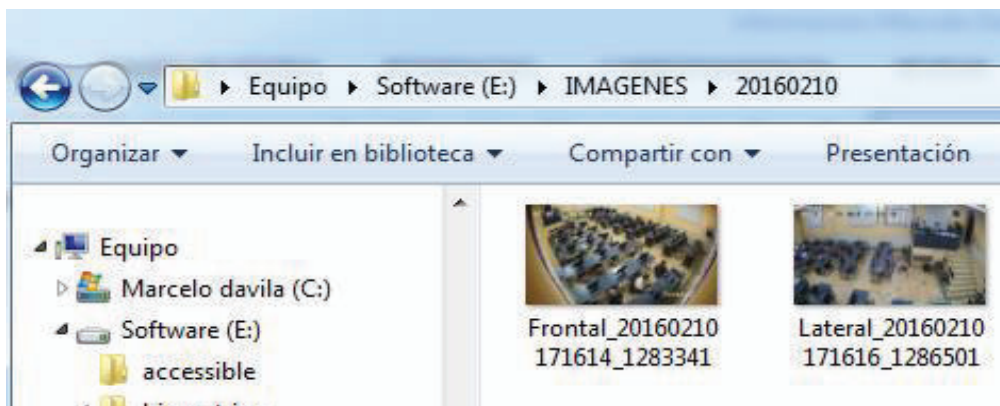 Equipo Software (E:) IMAGENES 20160210
Organizar Incluir en biblioteca Compartir con Presentación
Equipo
Marcelo davila (C:)
Software (E:)
accessible
Frontal_20160210
171614_1283341
Lateral_20160210
171616_1286501